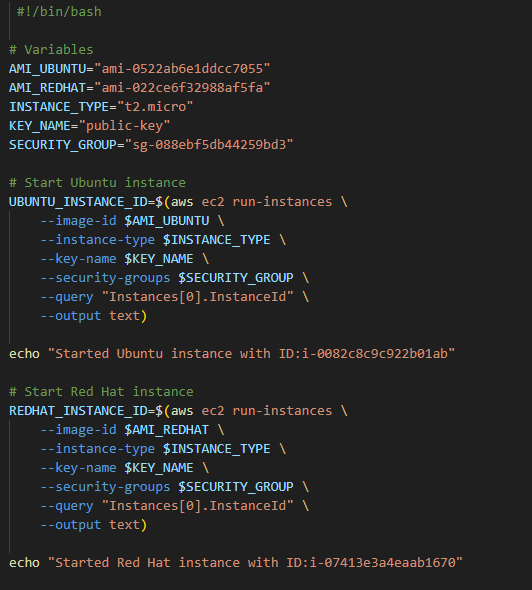 #!/bin/bash
# Variables
AMI_UBUNTU="ami-0522ab6e1ddcc7055"
AMI_REDHAT="ami-022ce6f32988af5fa"
INSTANCE_TYPE="t2.micro"
KEY_NAME="public-key"
SECURITY_GROUP="sg-088ebf5db44259bd3"
# Start Ubuntu instance
UBUNTU_INSTANCE_ID=$(aws ec2 run-instances \
--image-id $AMI_UBUNTU \
--instance-type $INSTANCE_TYPE \
--key-name $KEY_NAME \
--security-groups $SECURITY_GROUP \
--query "Instances[0].InstanceId" \
--output text)
echo "Started Ubuntu instance with ID:i-0082c8c9c922b01ab"
# Start Red Hat instance
REDHAT_INSTANCE_ID=$(aws ec2 run-instances \
--image-id $AMI_REDHAT \
--instance-type $INSTANCE_TYPE \
--key-name $KEY_NAME \
--security-groups $SECURITY_GROUP \
--query "Instances[0].InstanceId" \
--output text)
echo "Started Red Hat instance with ID:i-07413e3a4eaab1670"